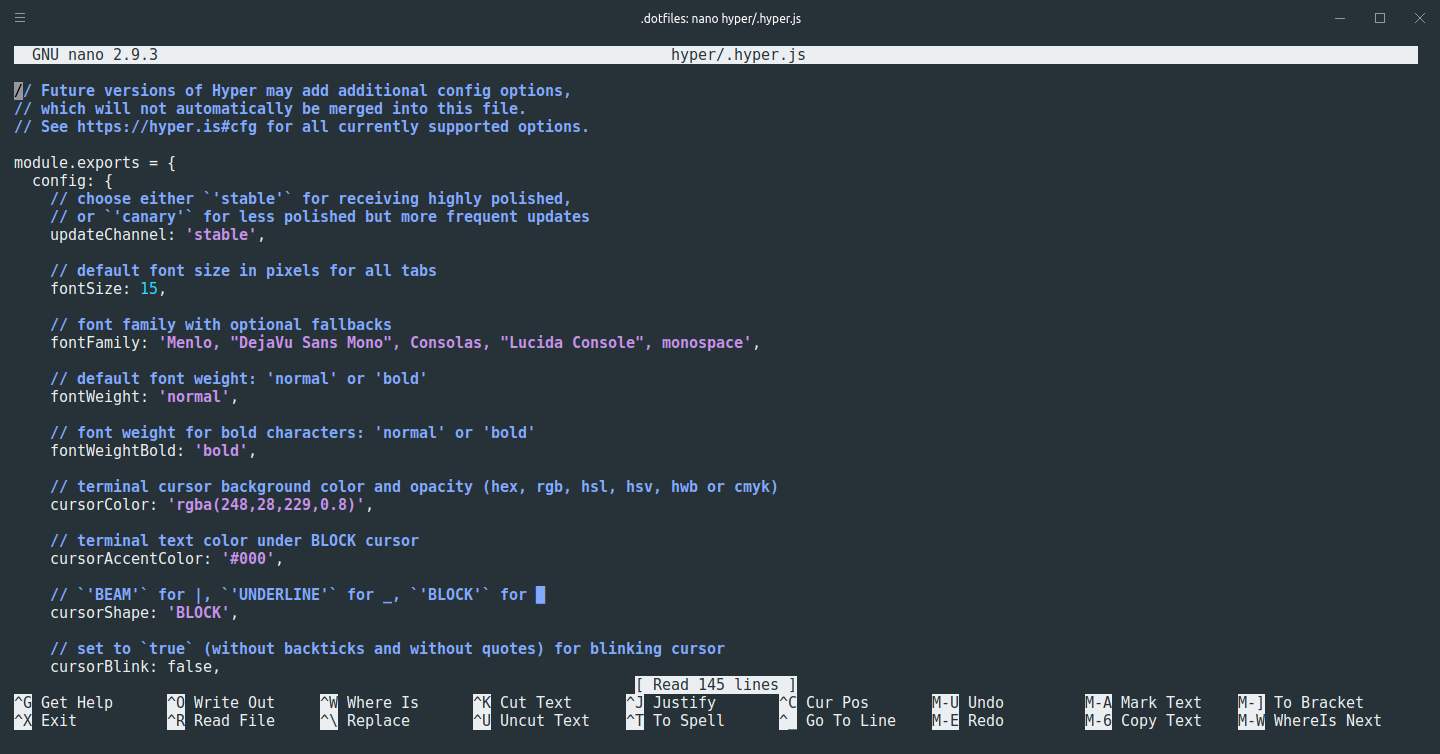 .dotfiles: nano hyper/.hyper.js
GNU nano 2.9.3 hyper/.hyper.js
// Future versions of Hyper may add additional config options,
// which will not automatically be merged into this file.
// See https://hyper.is#cfg for all currently supported options.
module.exports = {
config: {
// choose either `'stable'` for receiving highly polished,
// or `'canary'` for less polished but more frequent updates
updateChannel: 'stable',
// default font size in pixels for all tabs
fontSize: 15,
// font family with optional fallbacks
fontFamily: 'Menlo, "DejaVu Sans Mono", Consolas, "Lucida Console", monospace',
// default font weight: 'normal' or 'bold'
fontWeight: 'normal',
// font weight for bold characters: 'normal' or 'bold'
fontWeightBold: 'bold',
// terminal cursor background color and opacity (hex, rgb, hsl, hsv, hwb or cmyk)
cursorColor: 'rgba(248,28,229,0.8)',
// terminal text color under BLOCK cursor
cursorAccentColor: '#000',
// `'BEAM'` for |, `'UNDERLINE'` for _, `'BLOCK'` for █
cursorShape: 'BLOCK',
// set to `true` (without backticks and without quotes) for blinking cursor
cursorBlink: false,
[ Read 145 lines ]
^G Get Help ^O Write Out ^W Where Is ^K Cut Text ^J Justify ^C Cur Pos M-U Undo M-A Mark Text M-] To Bracket
^X Exit ^R Read File ^\ Replace ^U Uncut Text ^T To Spell ^_ Go To Line M-E Redo M-6 Copy Text M-W WhereIs Next